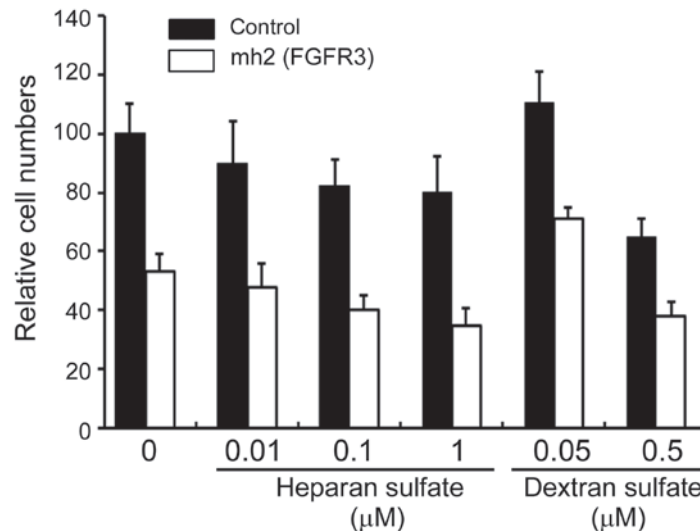 Control
mh2 (FGFR3)
Relative cell numbers
140
120
100
80
60
40
20
0
0 0.01 0.1 1 0.05 0.5
Heparan sulfate Dextran sulfate
(μM) (μM)